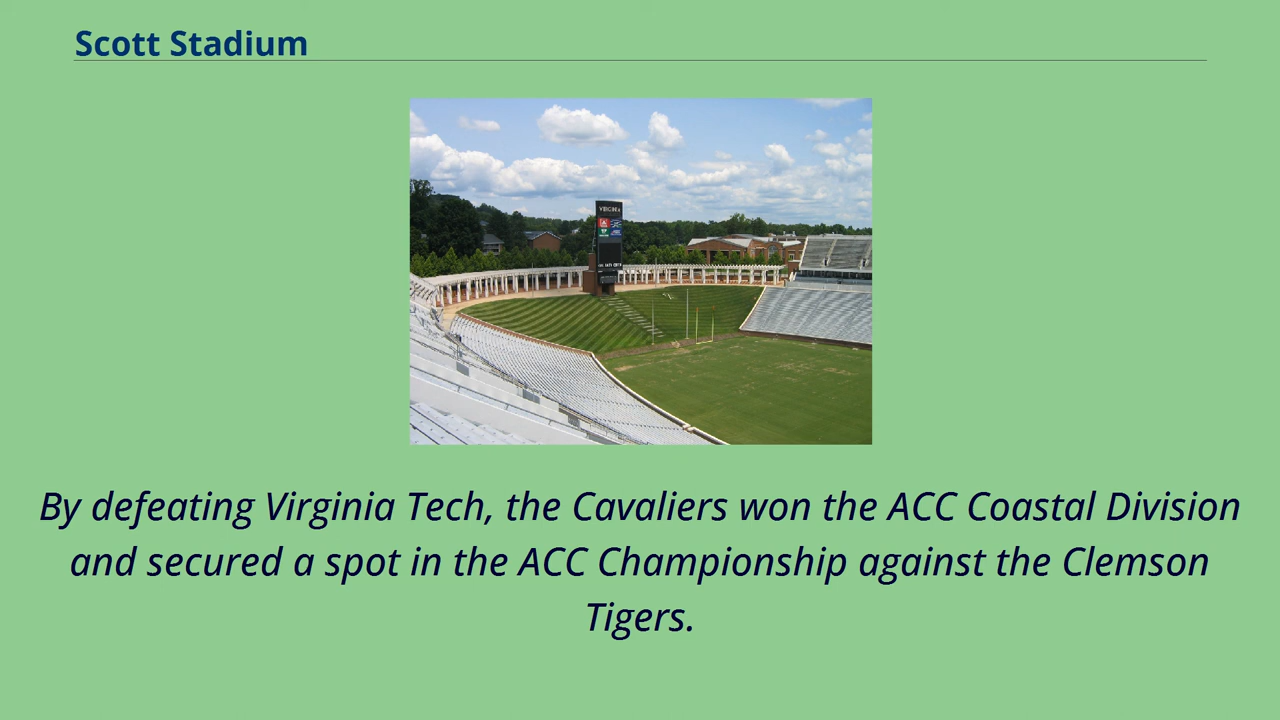 Scott Stadium
VIRGINIA
By defeating Virginia Tech, the Cavaliers won the ACC Coastal Division
and secured a spot in the ACC Championship against the Clemson
Tigers.